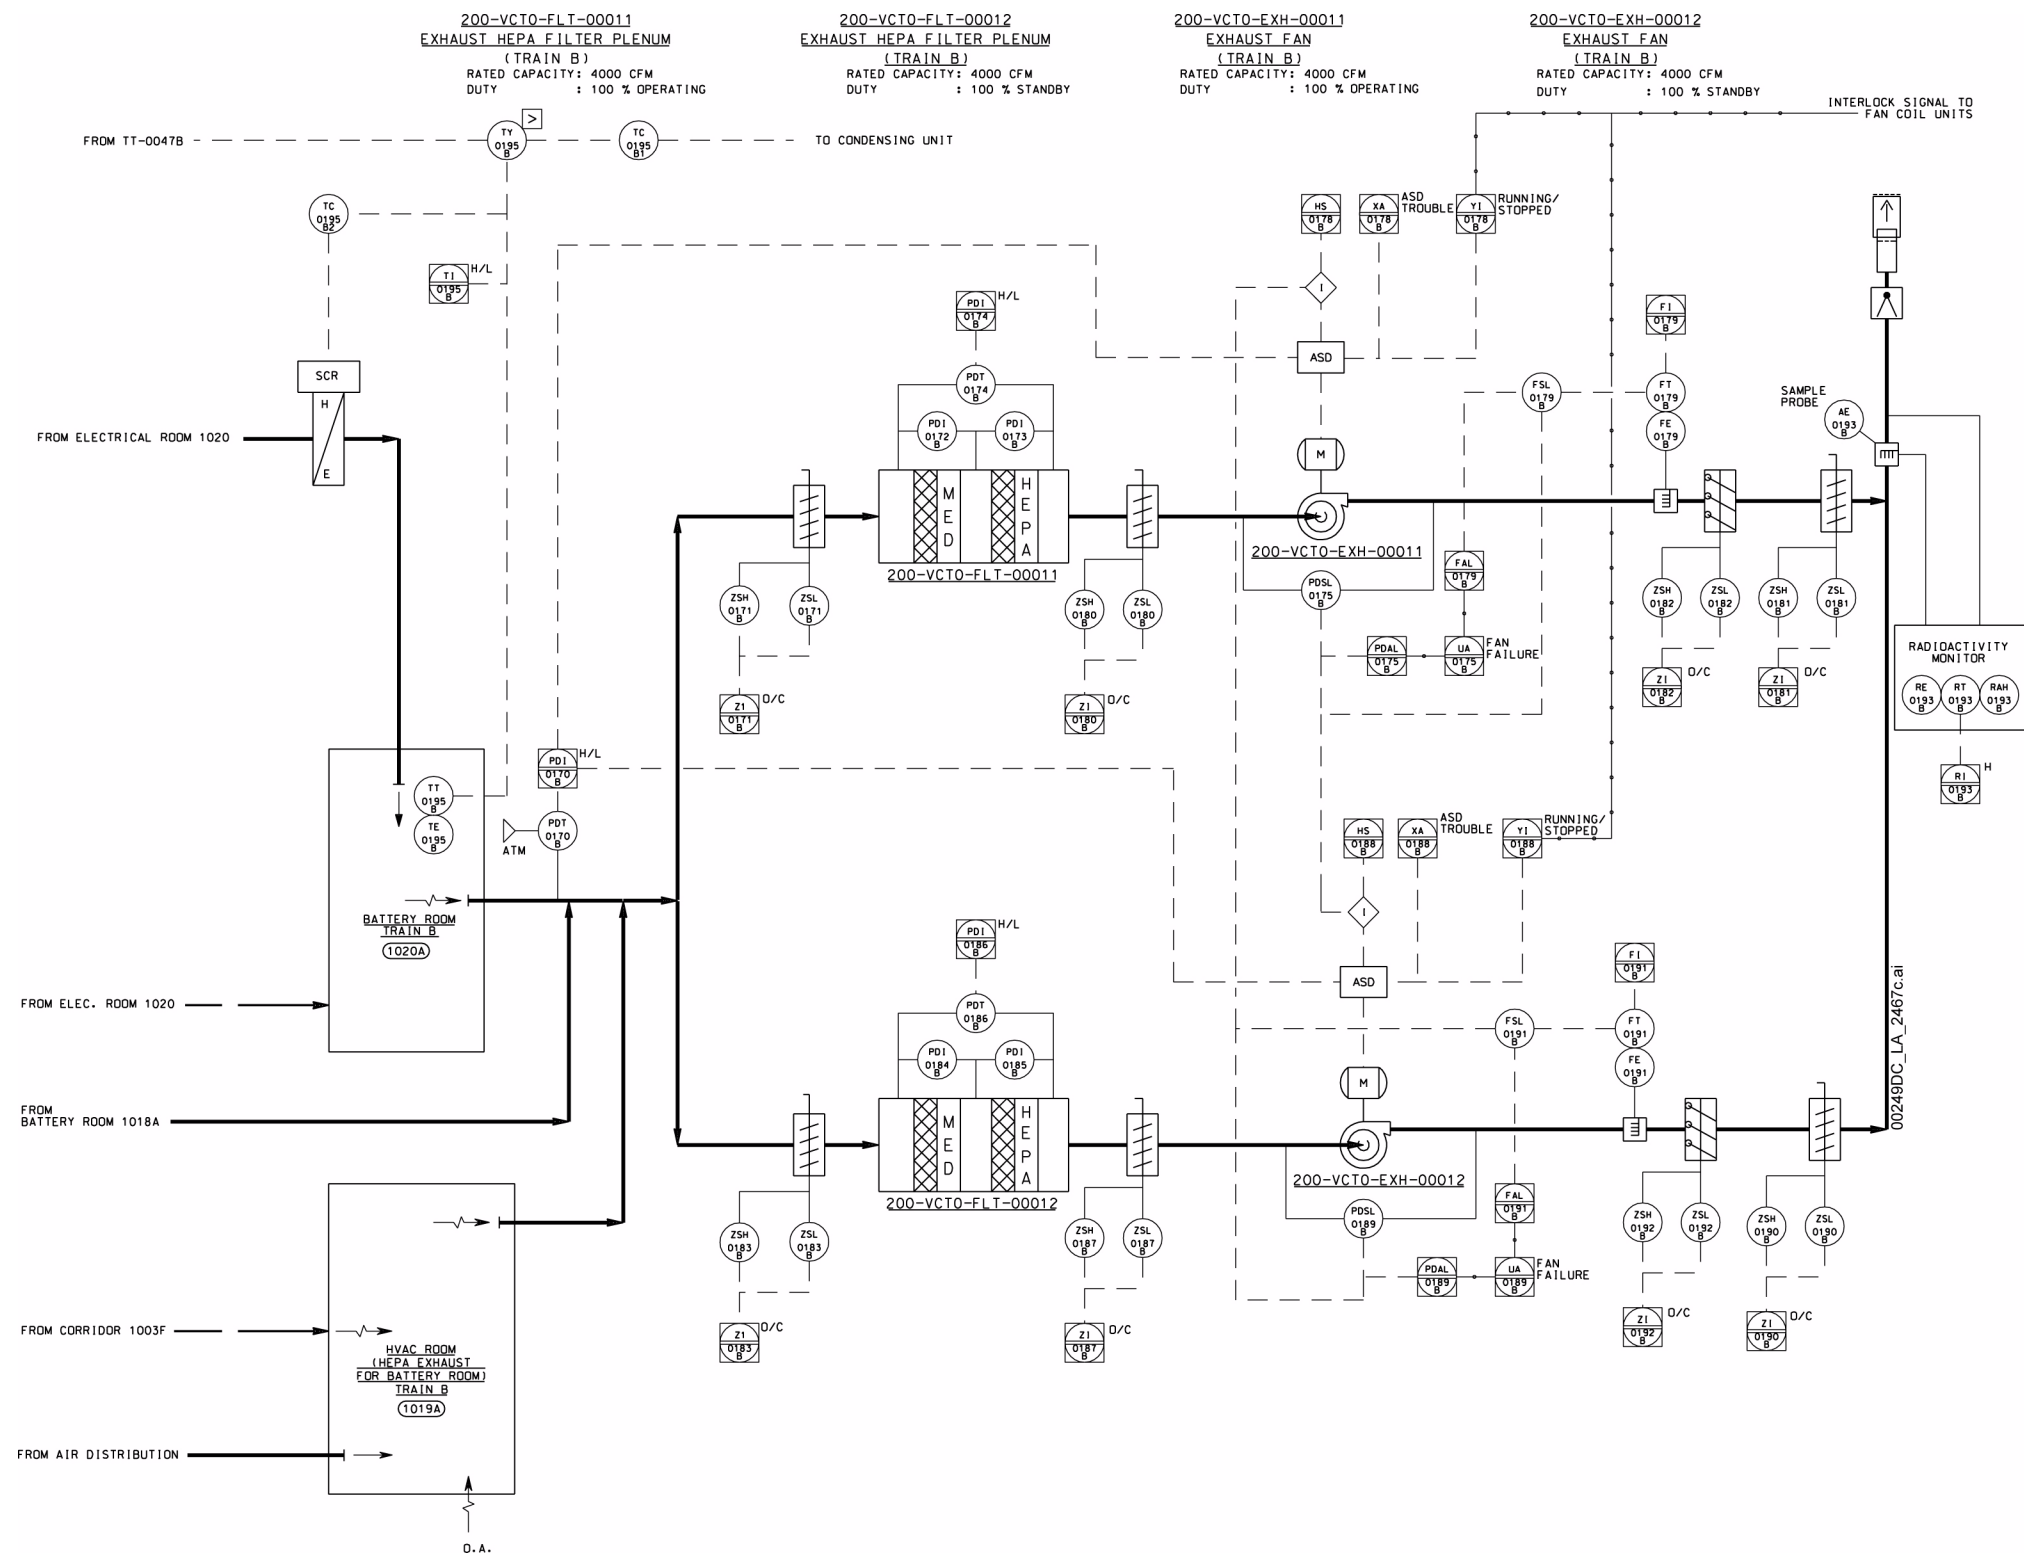 200-VCTO-FLT-00011
EXHAUST HEPA FILTER PLENUM
(TRAIN B)
RATED CAPACITY: 4000 CFM
DUTY : 100 % OPERATING
200-VCTO-FLT-00012
EXHAUST HEPA FILTER PLENUM
(TRAIN B)
RATED CAPACITY: 4000 CFM
DUTY : 100 % STANDBY
200-VCTO-EXH-00011
EXHAUST FAN
(TRAIN B)
RATED CAPACITY: 4000 CFM
DUTY : 100 % OPERATING
200-VCTO-EXH-00012
EXHAUST FAN
(TRAIN B)
RATED CAPACITY: 4000 CFM
DUTY : 100 % STANDBY
INTERLOCK SIGNAL TO
FAN COIL UNITS
FROM TT-0047B
TY
0195
B
>
TC
0195
B1
TO CONDENSING UNIT
TC
0195
B2
TI
0195
B
H/L
HS
0178
B
XA
0178
B
ASD
TROUBLE
YI
0178
B
RUNNING/
STOPPED
I
PDI
0174
B
H/L
FI
0179
B
ASD
SCR
H
E
PDT
0174
B
FSL
0179
B
FT
0179
B
FE
0179
B
SAMPLE
PROBE
AE
0193
B
FROM ELECTRICAL ROOM 1020
PDI
0172
B
PDI
0173
B
M
MED
HEPA
200-VCTO-FLT-00011
200-VCTO-EXH-00011
ZSH
0171
B
ZSL
0171
B
ZSH
0180
B
ZSL
0180
B
PDSL
0175
B
FAL
0179
B
ZSH
0182
B
ZSL
0182
B
ZSH
0181
B
ZSL
0181
B
PDAL
0175
B
UA
0175
B
FAN
FAILURE
Z1
0171
B
O/C
ZI
0180
B
O/C
ZI
0182
B
O/C
ZI
0181
B
O/C
RADIOACTIVITY
MONITOR
RE
0193
B
RT
0193
B
RAH
0193
B
RI
0193
B
H
PDI
0170
B
H/L
TT
0195
B
TE
0195
B
PDT
0170
B
ATM
HS
0188
B
XA
0188
B
ASD
TROUBLE
YI
0188
B
RUNNING/
STOPPED
I
BATTERY ROOM
TRAIN B
1020A
PDI
0186
B
H/L
FI
0191
B
ASD
FROM ELEC. ROOM 1020
PDT
0186
B
FSL
0191
B
FT
0191
B
FE
0191
B
00249DC_LA_2467c.ai
PDI
0184
B
PDI
0185
B
M
FROM
BATTERY ROOM 1018A
MED
HEPA
200-VCTO-FLT-00012
200-VCTO-EXH-00012
ZSH
0183
B
ZSL
0183
B
ZSH
0187
B
ZSL
0187
B
PDSL
0189
B
FAL
0191
B
ZSH
0192
B
ZSL
0192
B
ZSH
0190
B
ZSL
0190
B
PDAL
0189
B
UA
0189
B
FAN
FAILURE
Z1
0183
B
O/C
ZI
0187
B
O/C
ZI
0192
B
O/C
ZI
0190
B
O/C
FROM CORRIDOR 1003F
HVAC ROOM
(HEPA EXHAUST
FOR BATTERY ROOM)
TRAIN B
1019A
FROM AIR DISTRIBUTION
O.A.